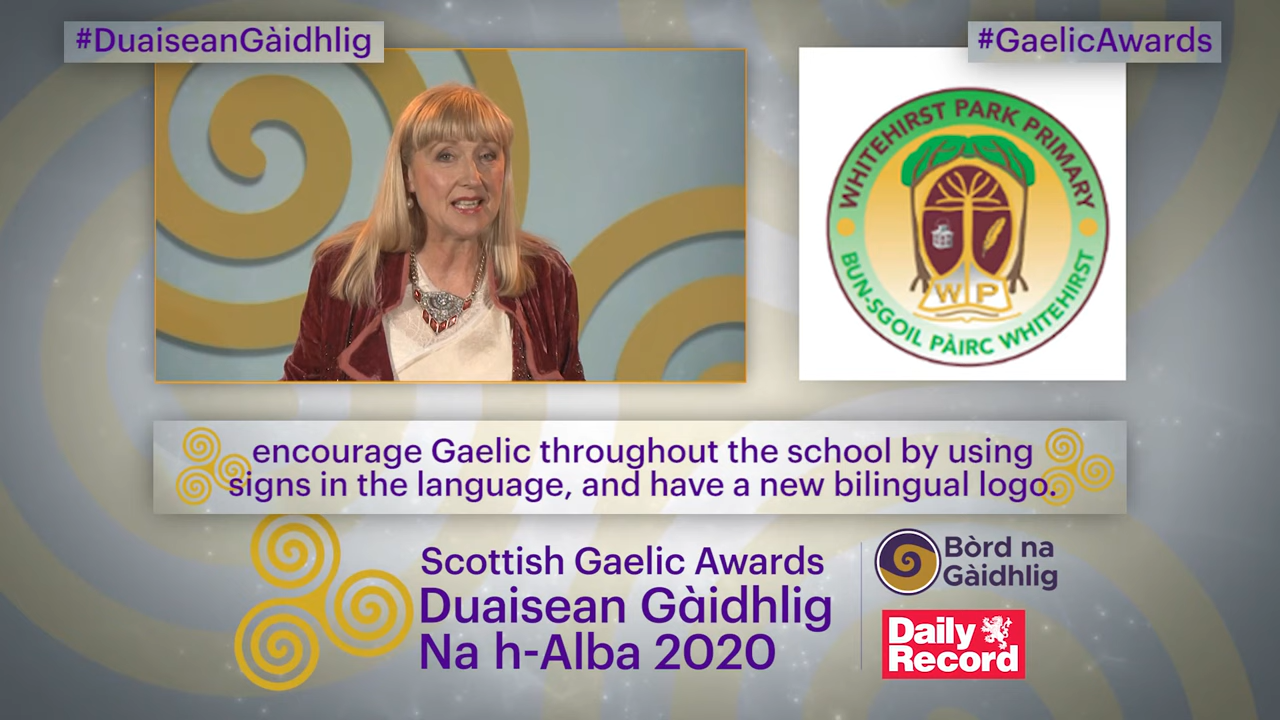 #DuaiseanGàidhlig
#GaelicAwards
WHITEHIRST PARK PRIMARY
W P
BUN-SGOIL PÀIRC WHITEHIRST
encourage Gaelic throughout the school by using
signs in the language, and have a new bilingual logo.
Scottish Gaelic Awards
Duaisean Gàidhlig
Na h-Alba 2020
Bòrd na
Gàidhlig
Daily
Record